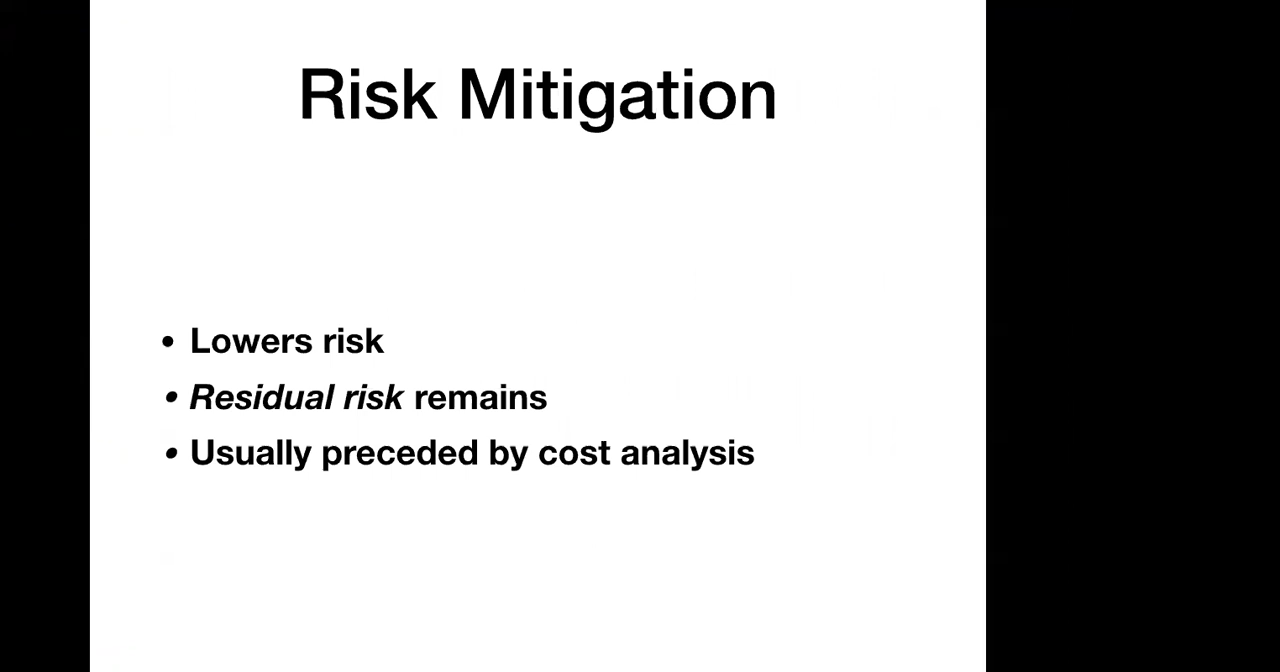 Risk Mitigation
• Lowers risk
• Residual risk remains
• Usually preceded by cost analysis